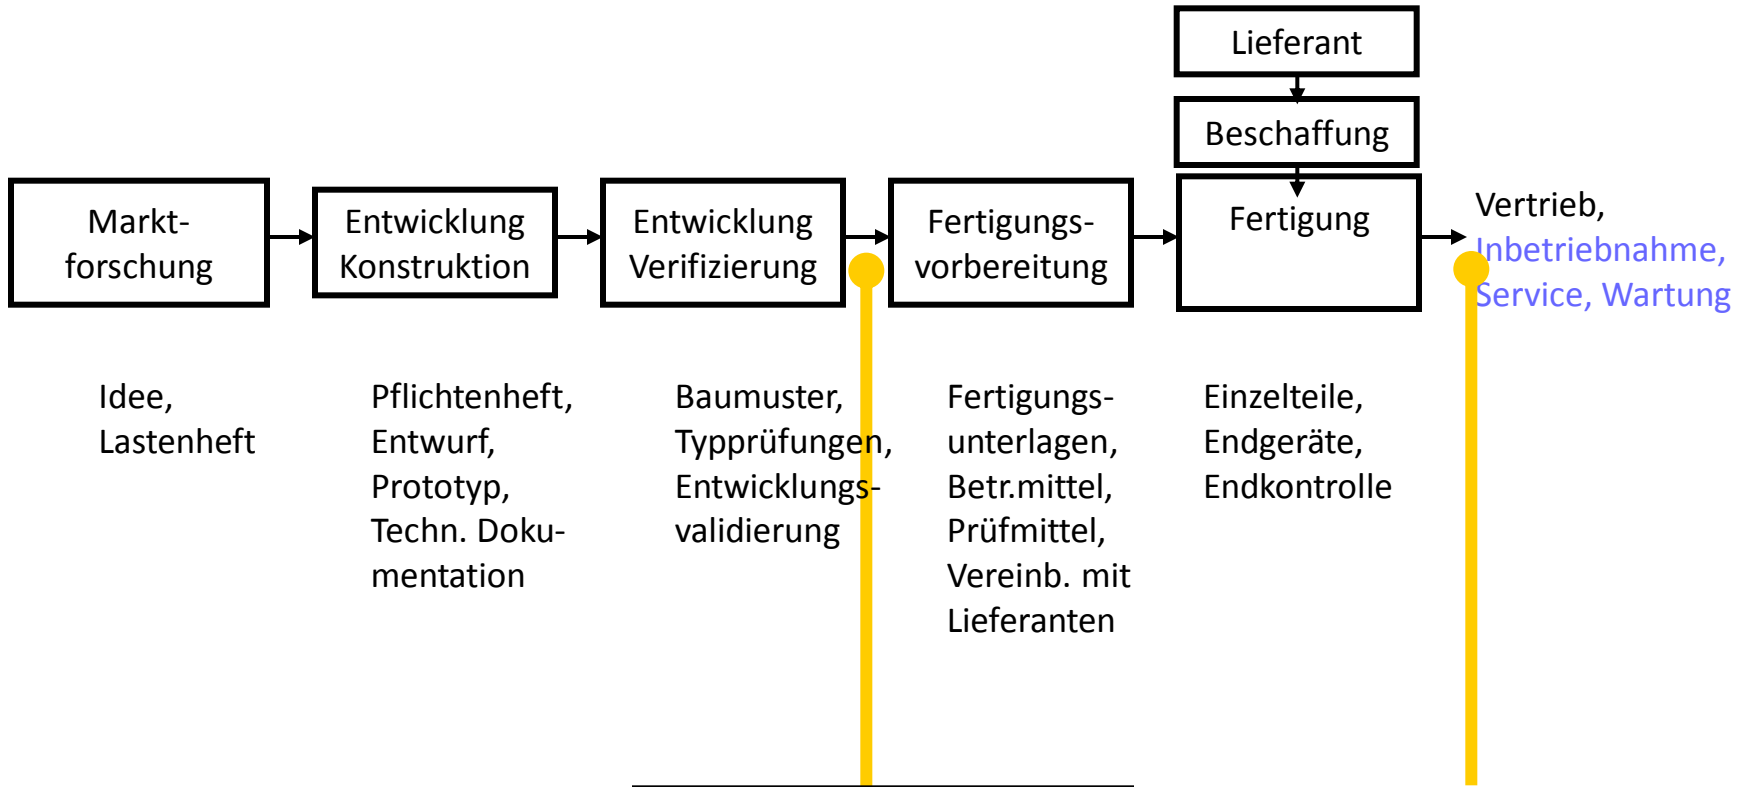 Lieferant
Beschaffung
Markt-
forschung
Entwicklung
Konstruktion
Entwicklung
Verifizierung
Fertigungs-
vorbereitung
Fertigung
Vertrieb,
Inbetriebnahme,
Service, Wartung
Idee,
Lastenheft
Pflichtenheft,
Entwurf,
Prototyp,
Techn. Doku-
mentation
Baumuster,
Typprüfungen,
Entwicklungs-
validierung
Fertigungs-
unterlagen,
Betr.mittel,
Prüfmittel,
Vereinb. mit
Lieferanten
Einzelteile,
Endgeräte,
Endkontrolle